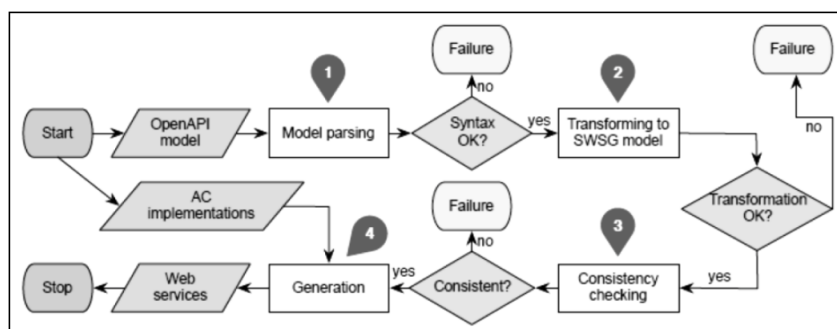 Failure
Failure
1
2
Start
OpenAPI
model
Model parsing
no
Syntax
OK?
yes
Transforming to
SWSG model
no
AC
implementations
Failure
Transformation
OK?
4
3
no
Stop
Web
services
Generation
yes
Consistent?
Consistency
checking
yes